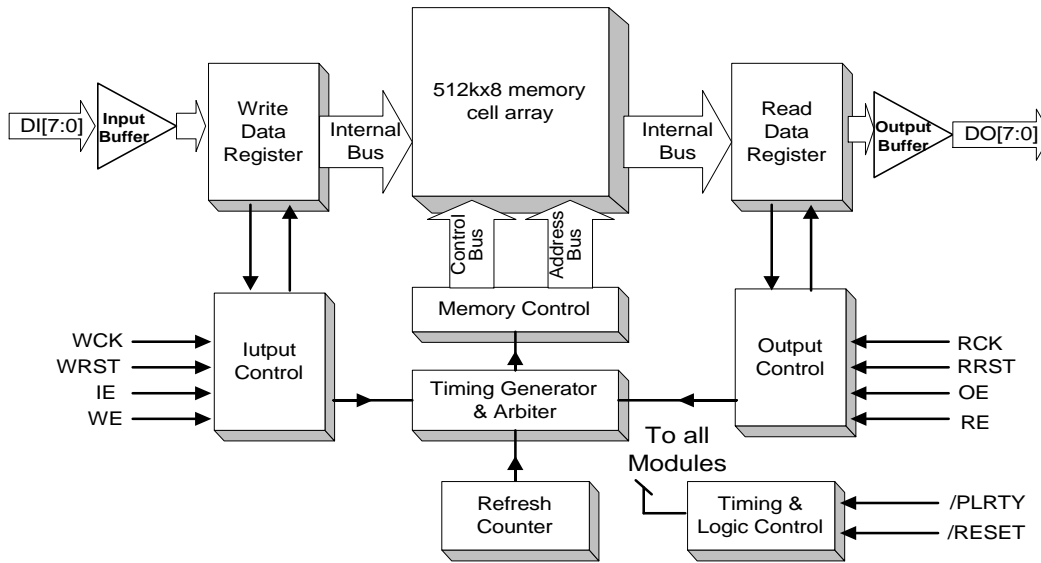 DI[7:0]
Input
Buffer
Write
Data
Register
Internal
Bus
512kx8 memory
cell array
Internal
Bus
Read
Data
Register
Output
Buffer
DO[7:0]
Control
Bus
Address
Bus
Memory Control
WCK
WRST
IE
WE
Iutput
Control
Timing Generator
& Arbiter
Output
Control
RCK
RRST
OE
RE
To all
Modules
Refresh
Counter
Timing &
Logic Control
/PLRTY
/RESET